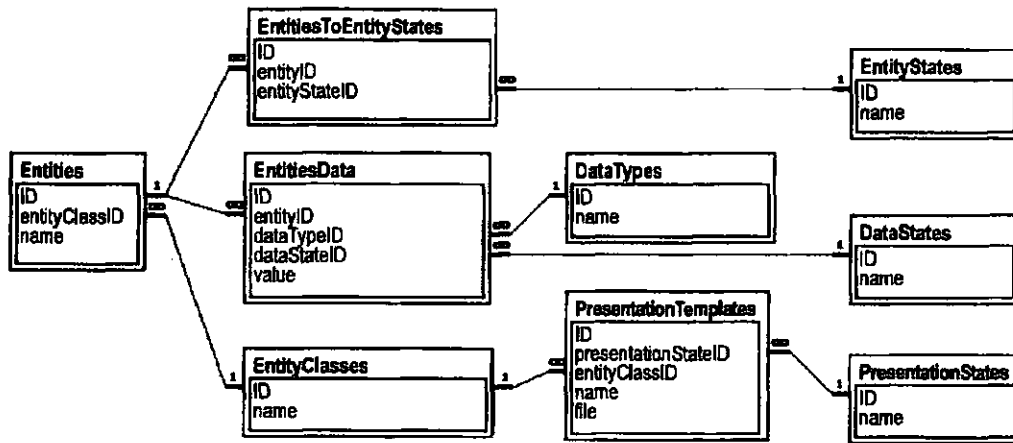 EntitiesToEntityStates
ID
entityID
entityStateID
∞
∞
EntityStates
1
ID
name
Entities
ID
entityClassID
name
1
∞
EntitiesData
ID
entityID
dataTypeID
dataStateID
value
∞
∞
∞
DataTypes
1
ID
name
DataStates
1
ID
name
EntityClasses
1
ID
name
1
PresentationTemplates
ID
presentationStateID
entityClassID
name
file
∞
∞
PresentationStates
1
ID
name